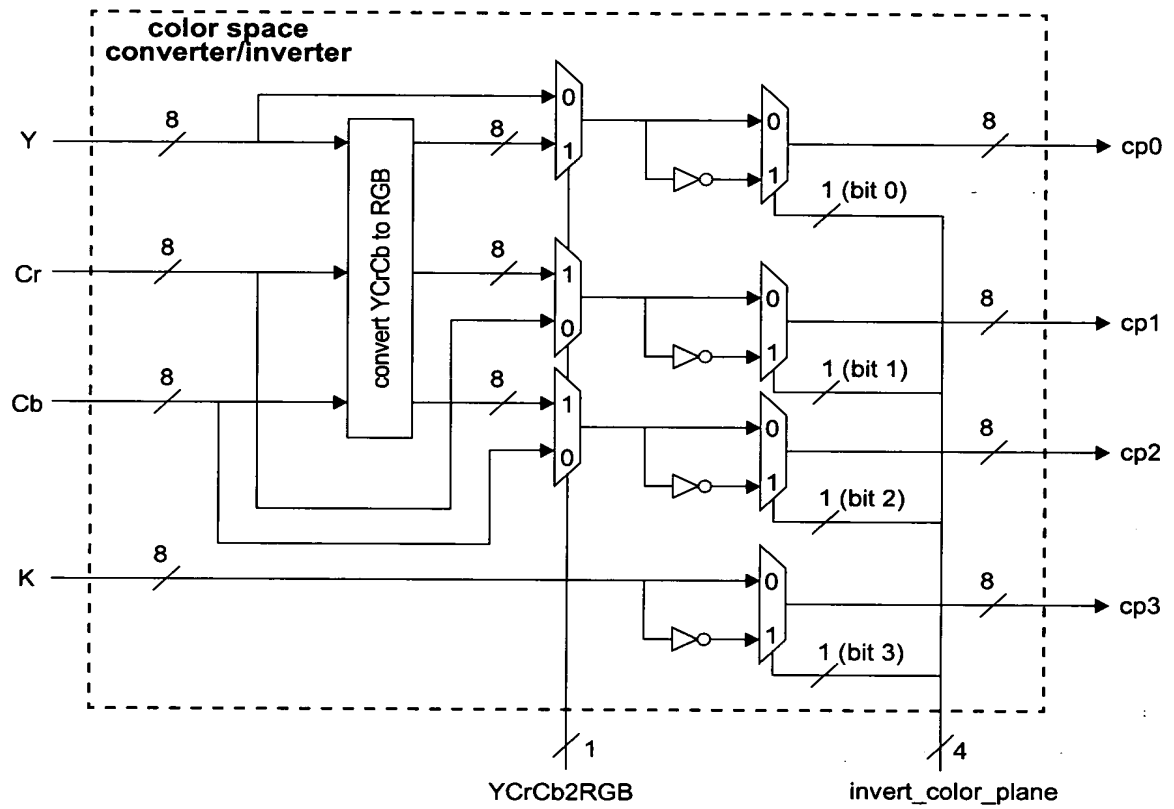 color space
converter/inverter
Y
8
8
0
1
0
1
8
cp0
1 (bit 0)
convert YCrCb to RGB
Cr
8
8
1
0
0
1
8
cp1
1 (bit 1)
Cb
8
8
1
0
0
1
8
cp2
1 (bit 2)
K
8
0
1
8
cp3
1 (bit 3)
1
4
YCrCb2RGB
invert_color_plane